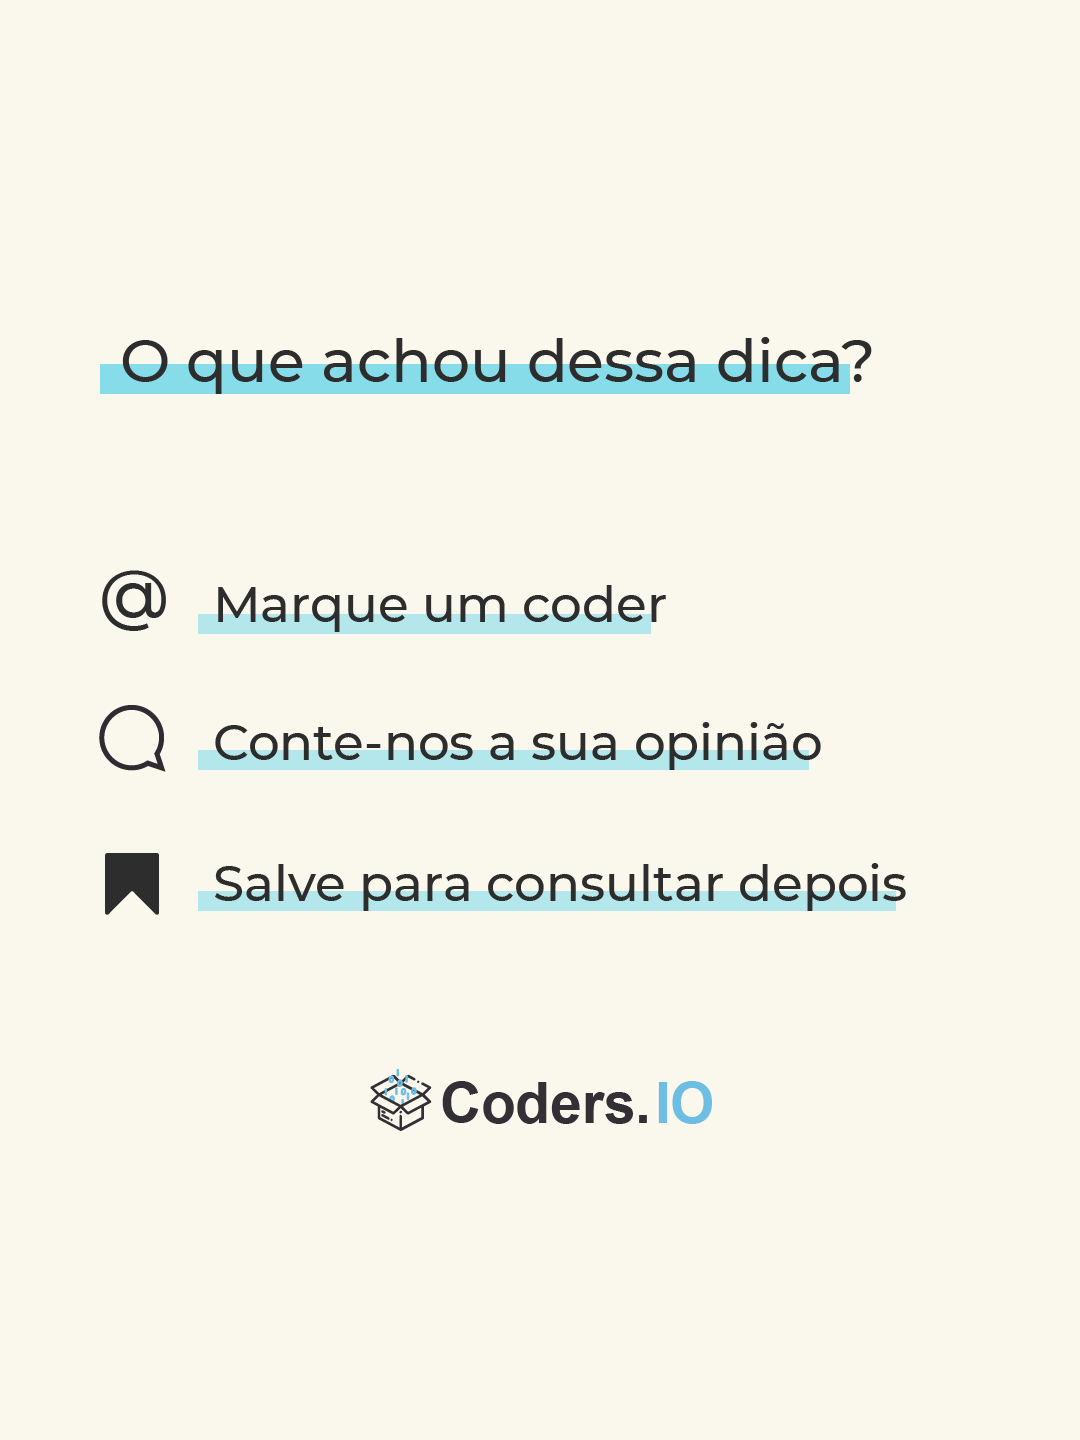 O que achou dessa dica?
@ Marque um coder
Conte-nos a sua opinião
Salve para consultar depois
Coders.IO